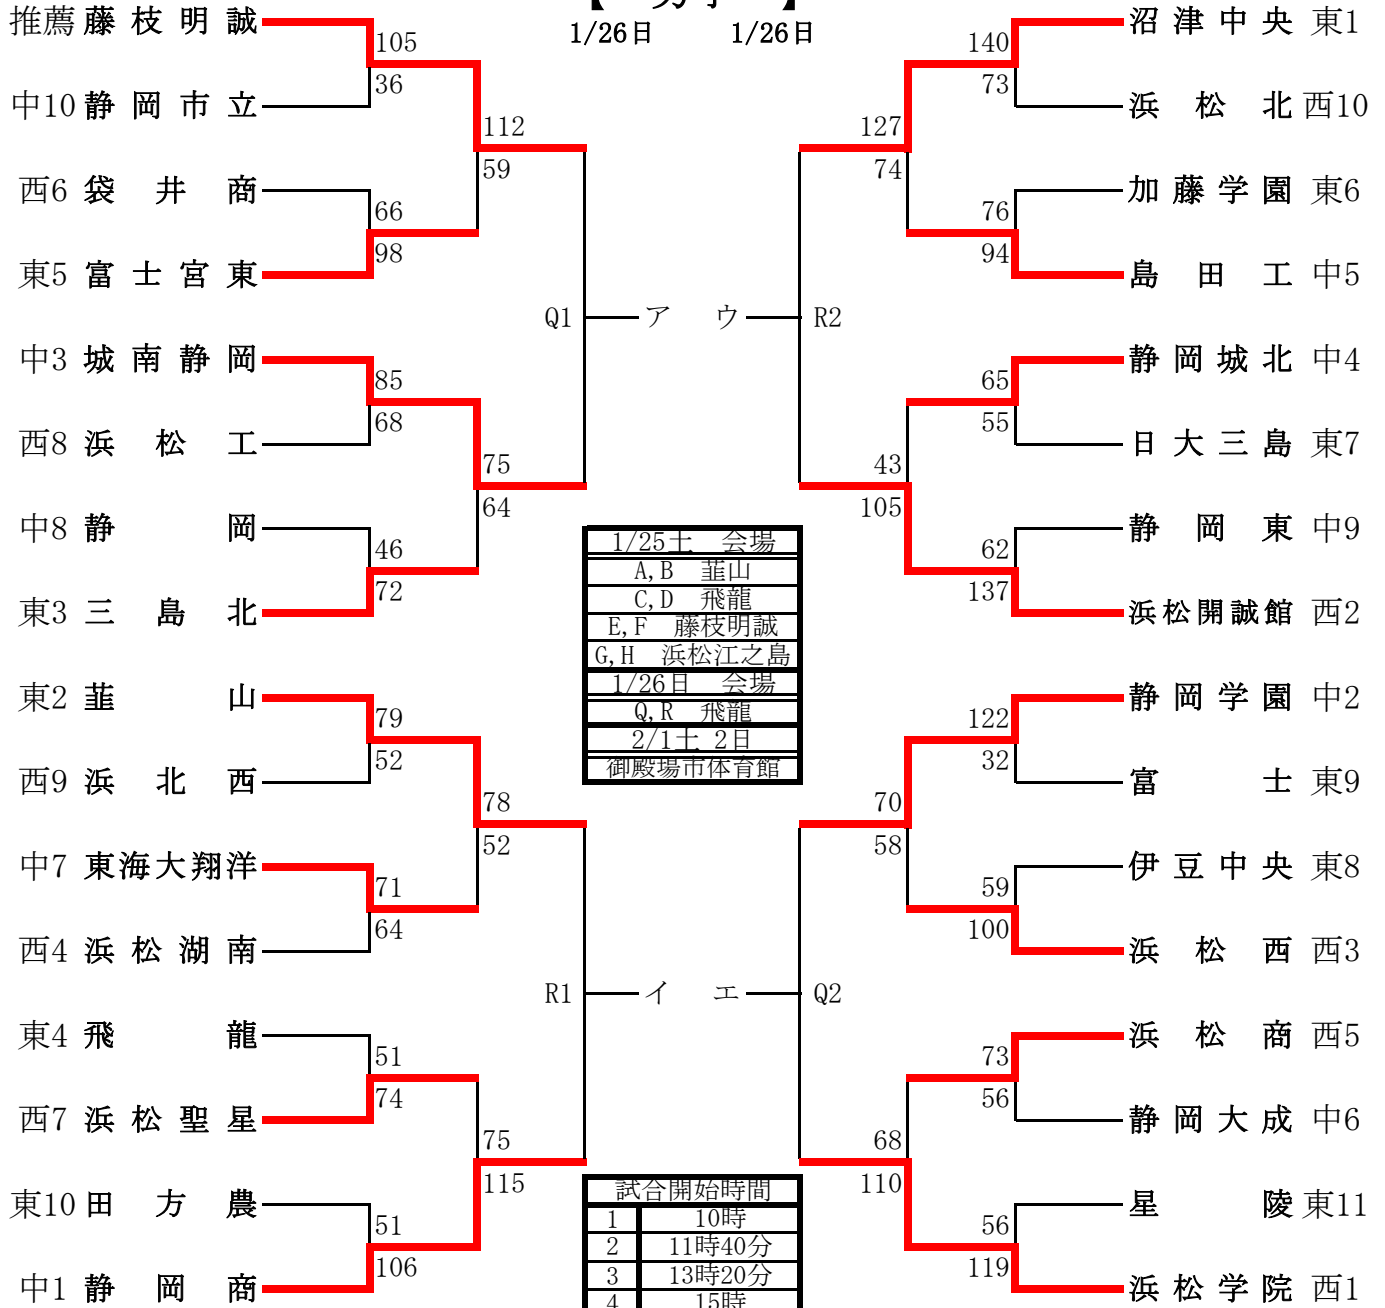 1/26日 1/26日
推薦 藤枝明誠
105
36
中10 静岡市立
112
59
西6 袋井商
66
98
東5 富士宮東
Q1 ア
中3 城南静岡
85
68
西8 浜松工
75
64
中8 静岡
46
72
東3 三島北
東2 韮山
79
52
西9 浜北西
78
52
中7 東海大翔洋
71
64
西4 浜松湖南
R1 イ
東4 飛龍
51
74
西7 浜松聖星
75
115
東10 田方農
51
106
中1 静岡商
1/25土 会場
A,B 韮山
C,D 飛龍
E,F 藤枝明誠
G,H 浜松江之島
1/26日 会場
Q,R 飛龍
2/1土 2日
御殿場市体育館
試合開始時間
1 10時
2 11時40分
3 13時20分
4 15時
沼津中央 東1
140
73
浜松北 西10
127
74
加藤学園 東6
76
94
島田工 中5
ウ R2
静岡城北 中4
65
55
日大三島 東7
43
105
静岡東 中9
62
137
浜松開誠館 西2
静岡学園 中2
122
32
富士 東9
70
58
伊豆中央 東8
59
100
浜松西 西3
エ Q2
浜松商 西5
73
56
静岡大成 中6
68
110
星陵 東11
56
119
浜松学院 西1